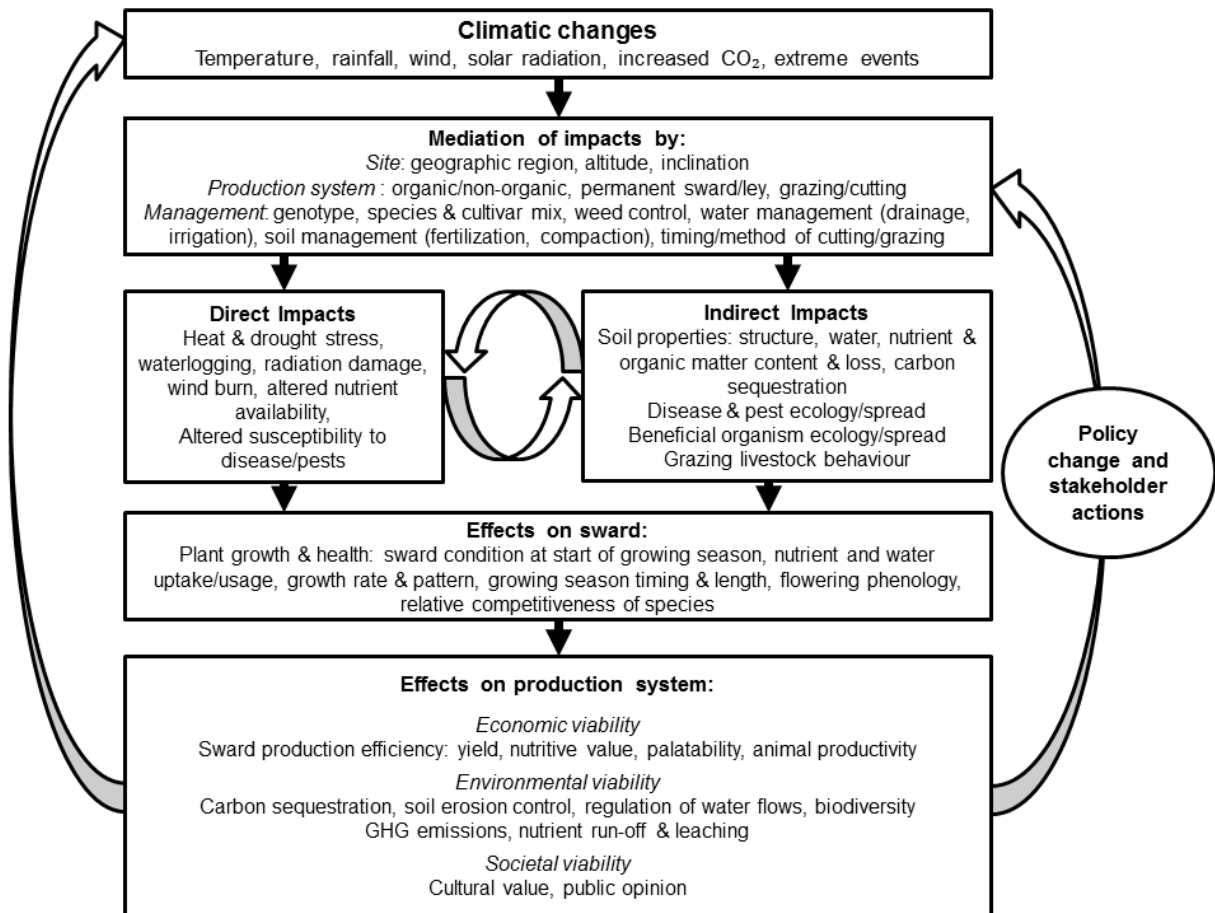 Climatic changes
Temperature, rainfall, wind, solar radiation, increased CO₂, extreme events
Mediation of impacts by:
Site: geographic region, altitude, inclination
Production system : organic/non-organic, permanent sward/ley, grazing/cutting
Management: genotype, species & cultivar mix, weed control, water management (drainage,
irrigation), soil management (fertilization, compaction), timing/method of cutting/grazing
Direct Impacts
Heat & drought stress,
waterlogging, radiation damage,
wind burn, altered nutrient
availability,
Altered susceptibility to
disease/pests
Indirect Impacts
Soil properties: structure, water, nutrient &
organic matter content & loss, carbon
sequestration
Disease & pest ecology/spread
Beneficial organism ecology/spread
Grazing livestock behaviour
Policy
change and
stakeholder
actions
Effects on sward:
Plant growth & health: sward condition at start of growing season, nutrient and water
uptake/usage, growth rate & pattern, growing season timing & length, flowering phenology,
relative competitiveness of species
Effects on production system:
Economic viability
Sward production efficiency: yield, nutritive value, palatability, animal productivity
Environmental viability
Carbon sequestration, soil erosion control, regulation of water flows, biodiversity
GHG emissions, nutrient run-off & leaching
Societal viability
Cultural value, public opinion